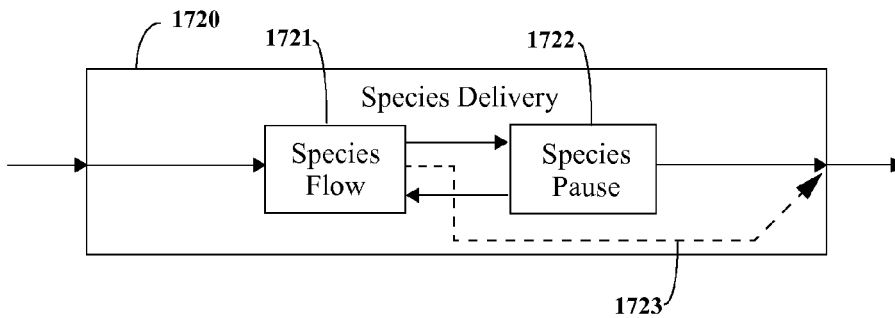 1720
1721
1722
Species Delivery
Species
Flow
Species
Pause
1723